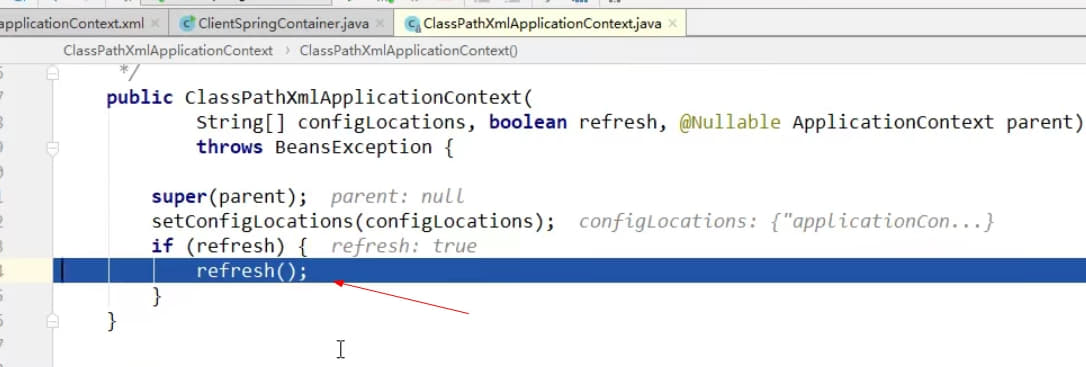 applicationContext.xml ClientSpringContainer.java ClassPathXmlApplicationContext.java
ClassPathXmlApplicationContext › ClassPathXmlApplicationContext()
*/
public ClassPathXmlApplicationContext(
String[] configLocations, boolean refresh, @Nullable ApplicationContext parent)
throws BeansException {
super(parent); parent: null
setConfigLocations(configLocations); configLocations: {"applicationCon...}
if (refresh) { refresh: true
refresh();
}
}